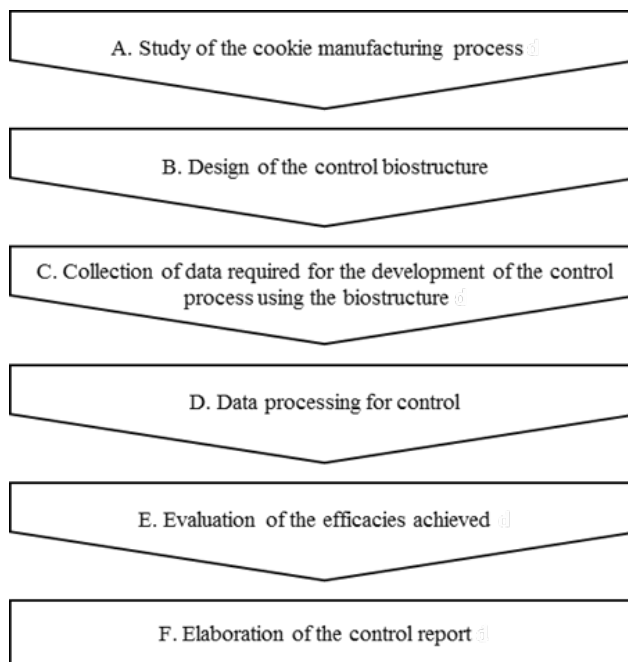 A. Study of the cookie manufacturing process
B. Design of the control biostructure
C. Collection of data required for the development of the control
process using the biostructure
D. Data processing for control
E. Evaluation of the efficacies achieved
F. Elaboration of the control report